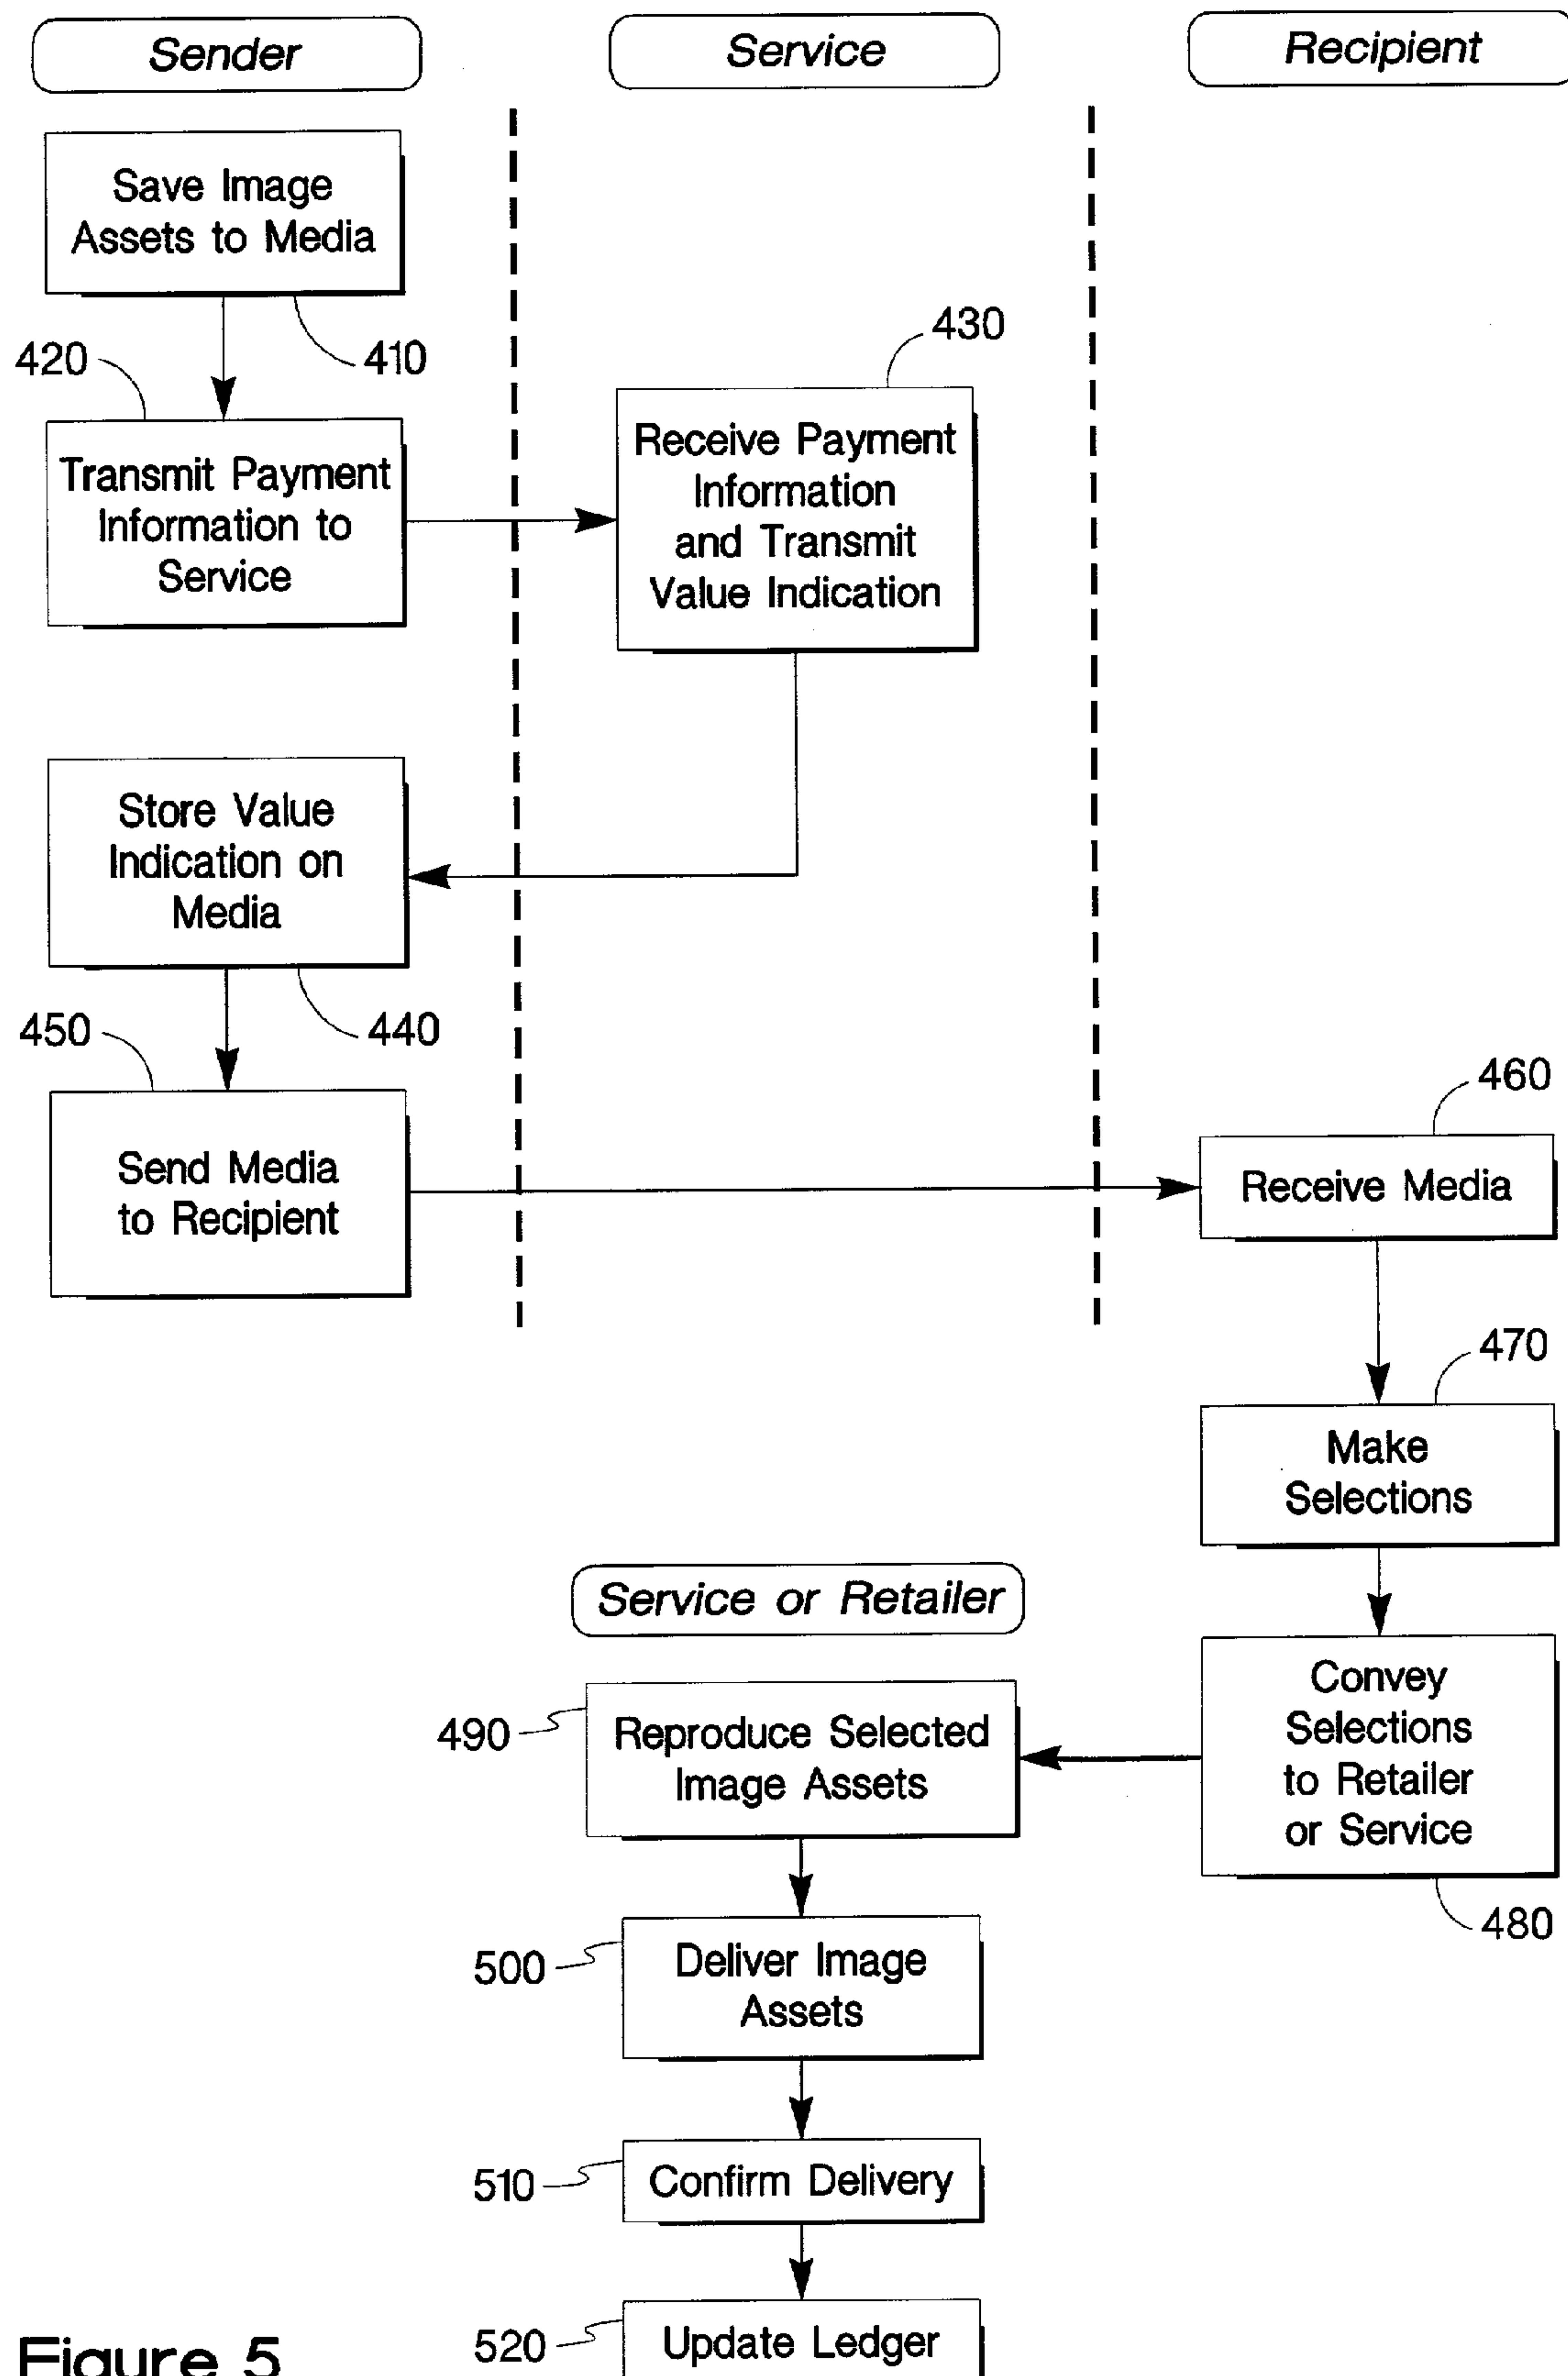 Sender
Service
Recipient
Save Image
Assets to Media
410
420
Transmit Payment
Information to
Service
430
Receive Payment
Information
and Transmit
Value Indication
Store Value
Indication on
Media
440
450
Send Media
to Recipient
460
Receive Media
470
Make
Selections
Convey
Selections
to Retailer
or Service
480
Service or Retailer
490
Reproduce Selected
Image Assets
500
Deliver Image
Assets
510
Confirm Delivery
520
Update Ledger
Figure 5